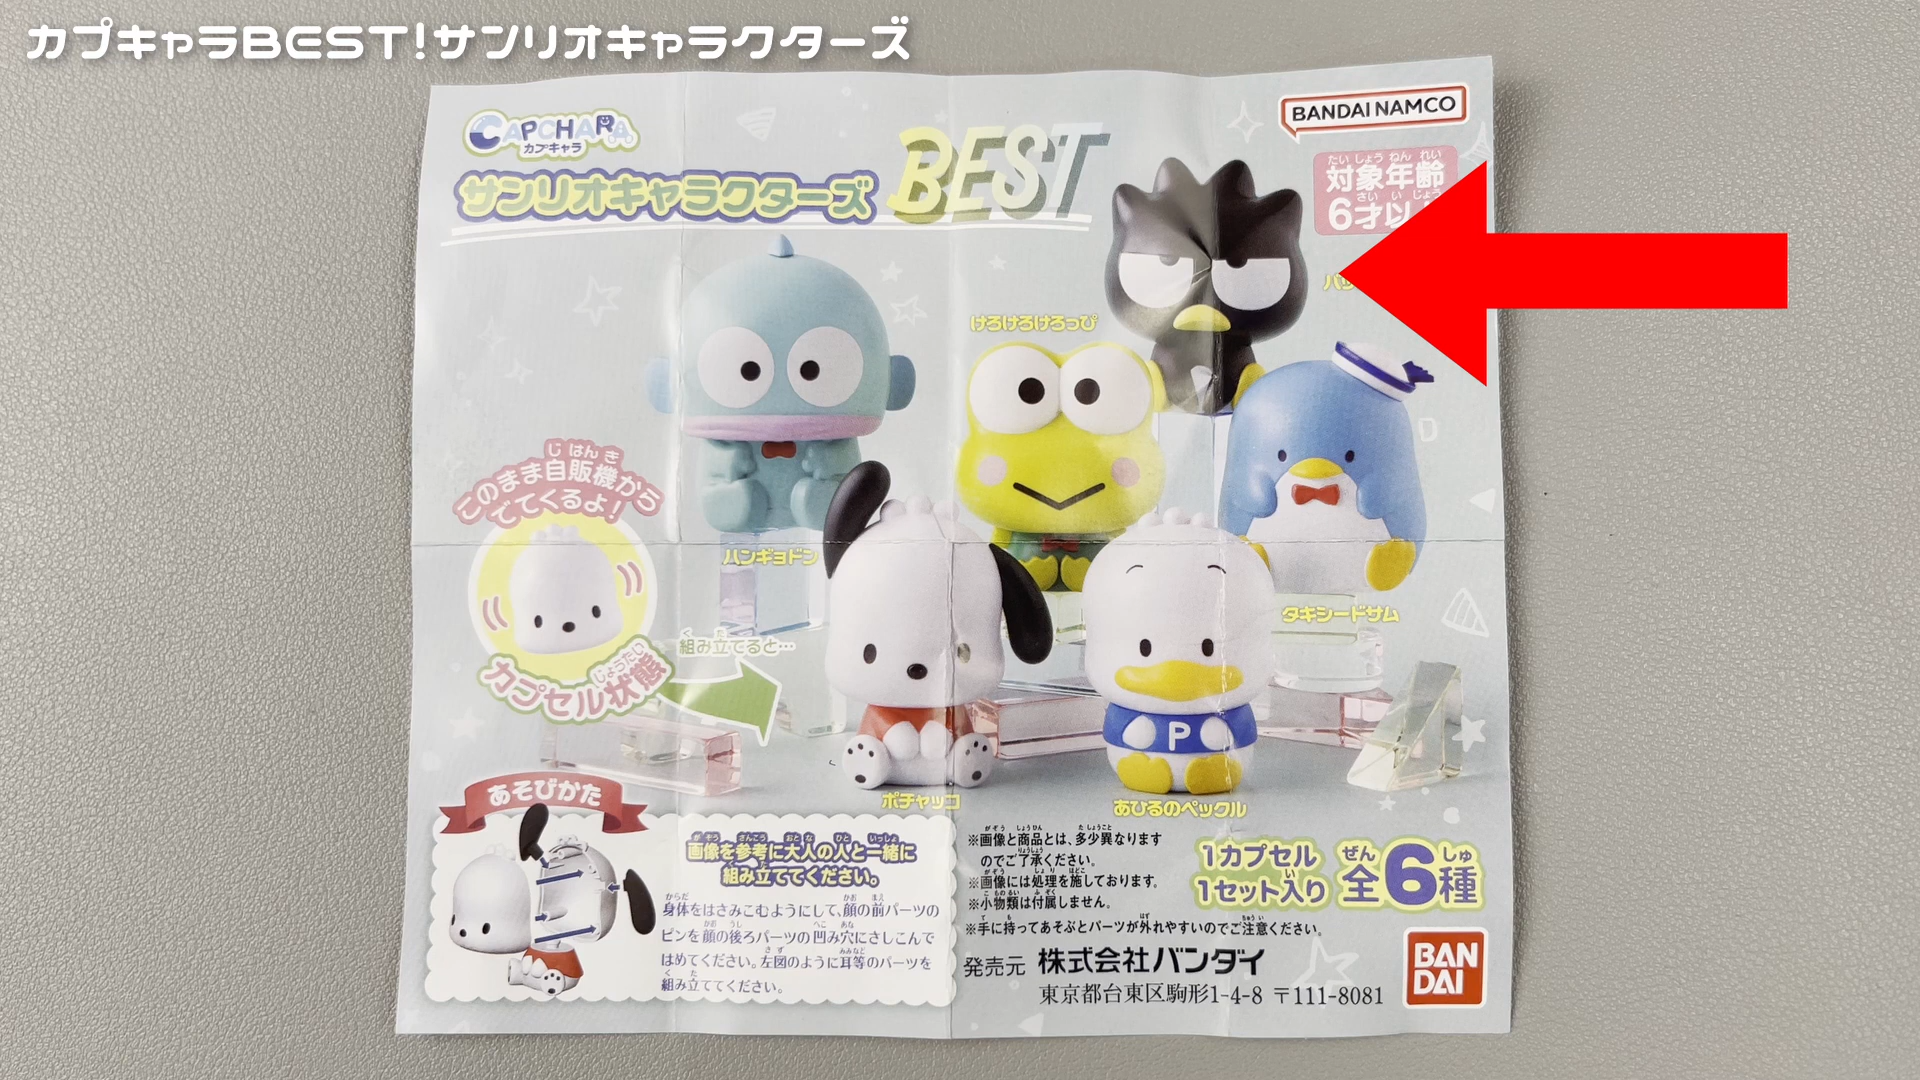 カプキャラBEST!サンリオキャラクターズ
CAPCHARA
カプキャラ
サンリオキャラクターズ BEST
BANDAI NAMCO
たいしょうねんれい
対象年齢
さいいじょう
6才以
けろけろけろっぴ
じはんき
このまま自販機から
でてくるよ!
ハンギョドン
タキシードサム
じょうたい
カプセル状態
くた
組み立てると…
P
ポチャッコ
あひるのペックル
あそびかた
がぞう さんこう おとな ひと いっしょ
画像を参考に大人の人と一緒に
組み立ててください。
からだ かお まえ
身体をはさみこむようにして、顔の前パーツの
かお うし へこ あな
ピンを顔の後ろパーツの凹み穴にさしこんで
さず みみなど
はめてください。左図のように耳等のパーツを
くた
組み立ててください。
がぞう しょうひん たしょうこと
※画像と商品とは、多少異なります
りょうしょう
のでご了承ください。
がぞう しょり ほどこ
※画像には処理を施しております。
こものるい ふぞく
※小物類は付属しません。
て も はず ちゅうい
※手に持ってあそぶとパーツが外れやすいのでご注意ください。
1カプセル
1セット入り
い
ぜん しゅ
全6種
発売元 株式会社バンダイ
東京都台東区駒形1-4-8 〒111-8081
BAN
DAI